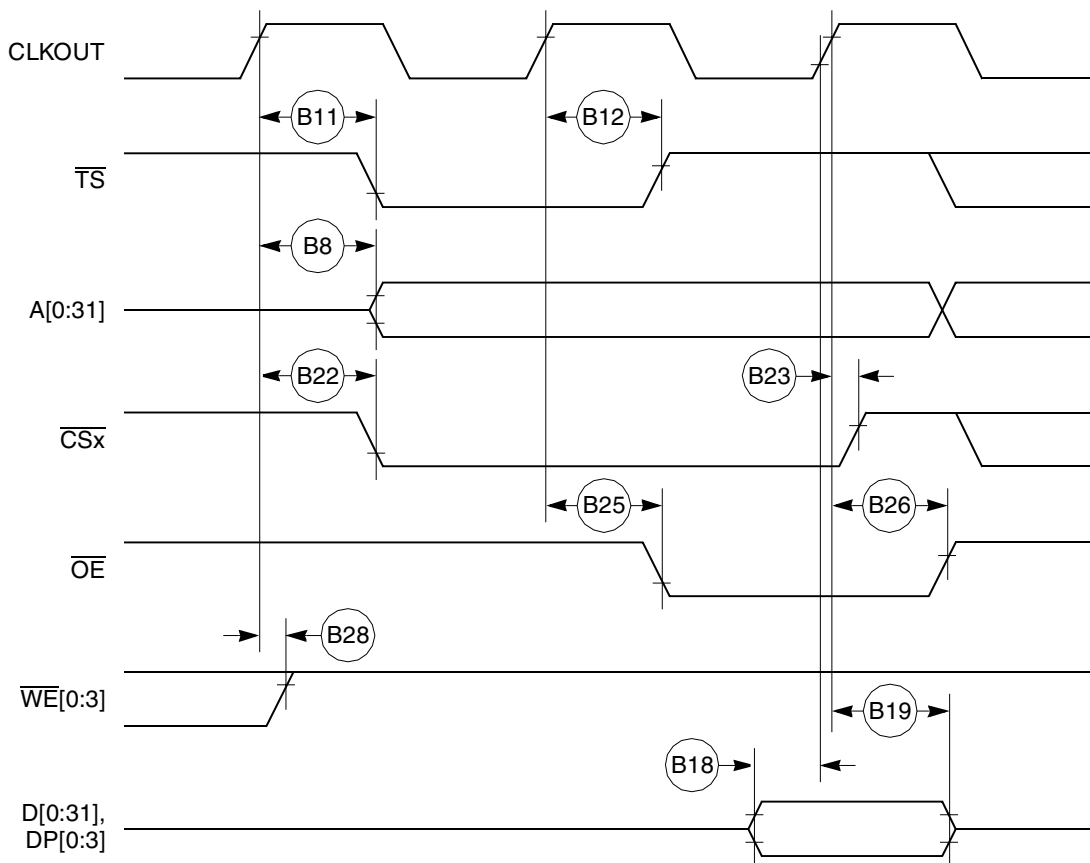 CLKOUT
B11
B12
TS
B8
A[0:31]
B22
B23
CSx
B25
B26
OE
B28
WE[0:3]
B19
B18
D[0:31],
DP[0:3]